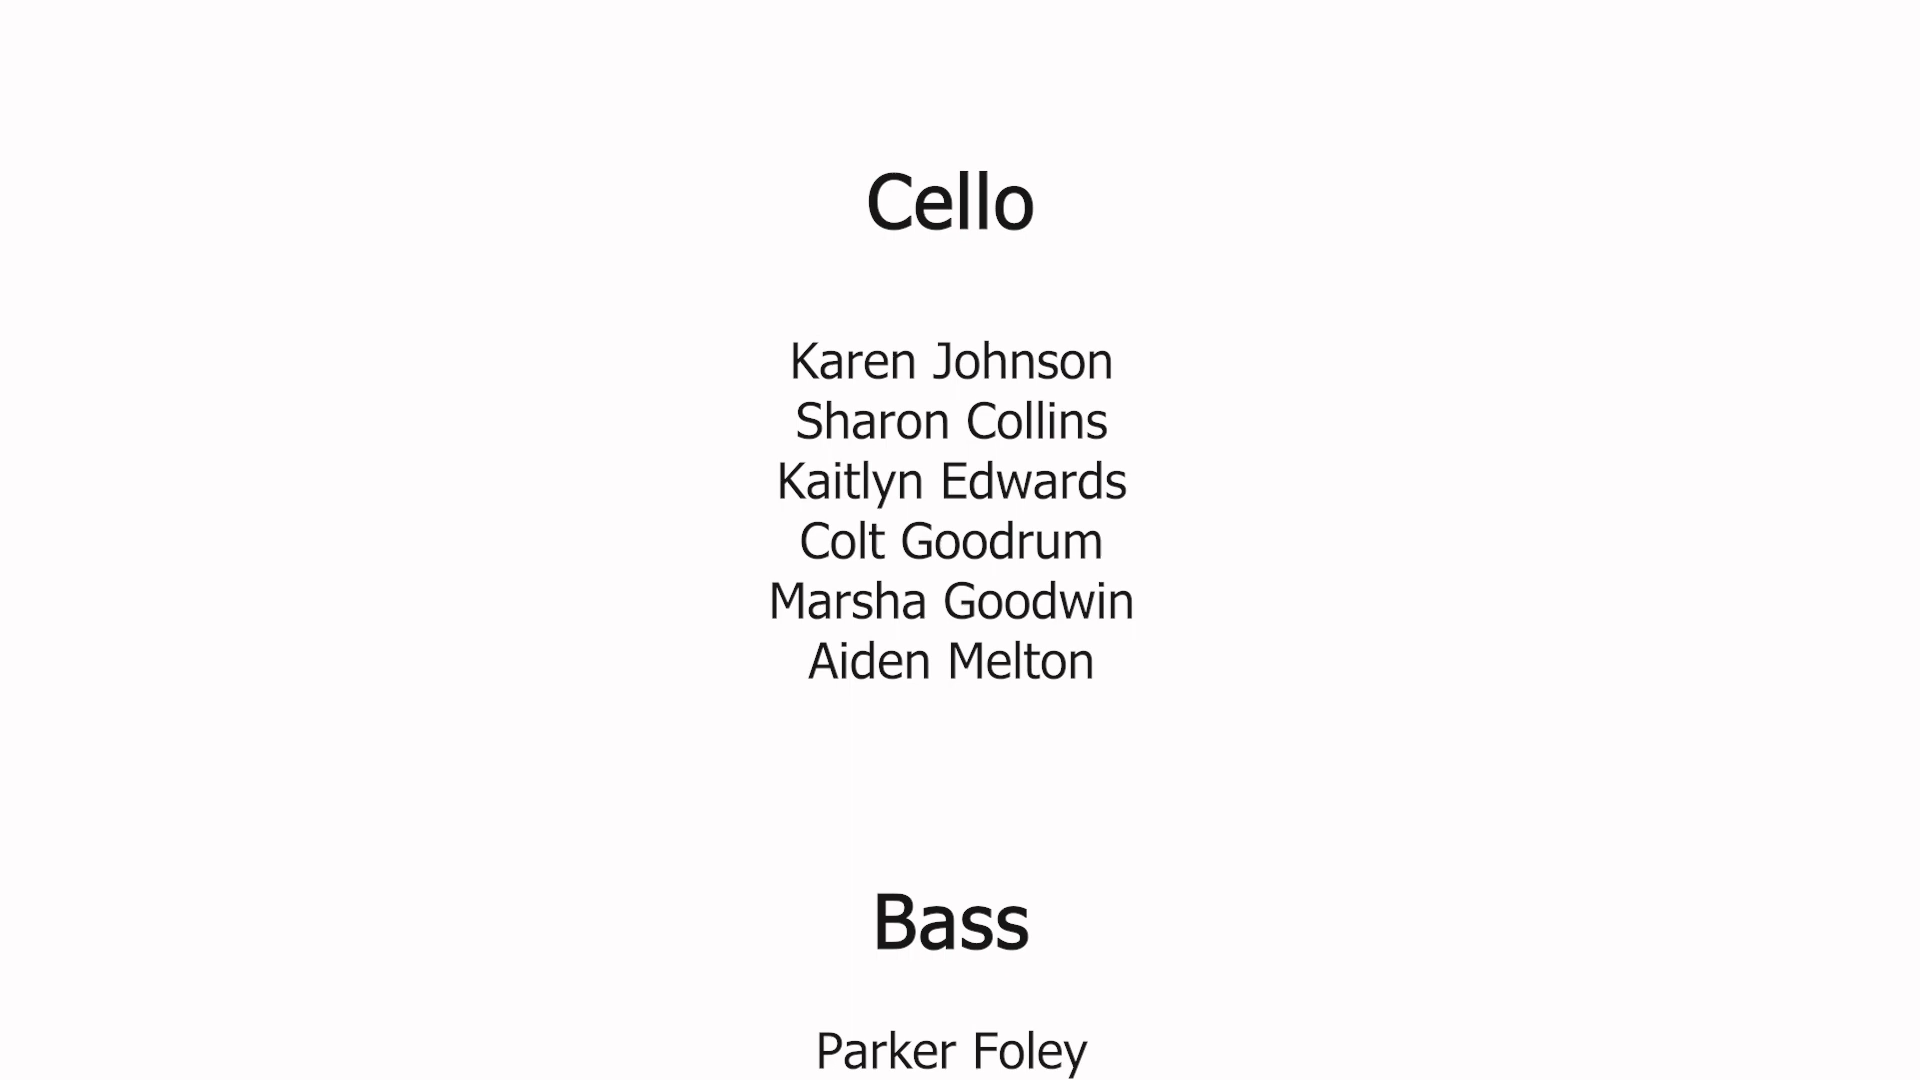 Cello
Karen Johnson
Sharon Collins
Kaitlyn Edwards
Colt Goodrum
Marsha Goodwin
Aiden Melton
Bass
Parker Foley